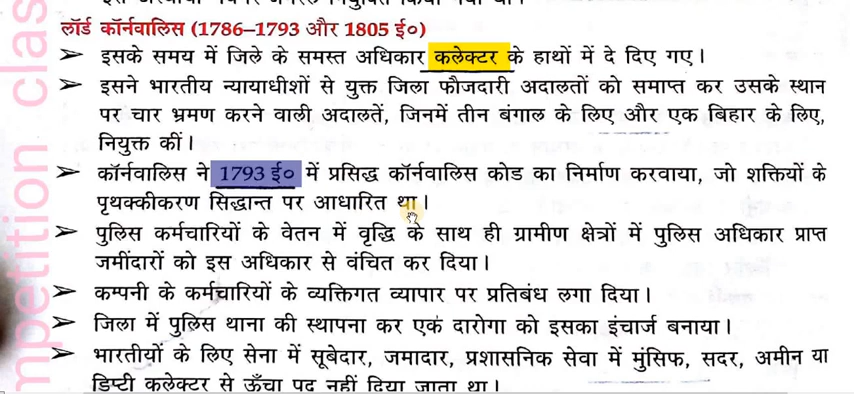 लॉर्ड कॉर्नवालिस (1786–1793 और 1805 ई०)
➤ इसके समय में जिले के समस्त अधिकार कलेक्टर के हाथों में दे दिए गए।
➤ इसने भारतीय न्यायाधीशों से युक्त जिला फौजदारी अदालतों को समाप्त कर उसके स्थान
पर चार भ्रमण करने वाली अदालतें, जिनमें तीन बंगाल के लिए और एक बिहार के लिए,
नियुक्त कीं।
➤ कॉर्नवालिस ने 1793 ई० में प्रसिद्ध कॉर्नवालिस कोड का निर्माण करवाया, जो शक्तियों के
पृथक्कीकरण सिद्धान्त पर आधारित था।
➤ पुलिस कर्मचारियों के वेतन में वृद्धि के साथ ही ग्रामीण क्षेत्रों में पुलिस अधिकार प्राप्त
जमींदारों को इस अधिकार से वंचित कर दिया।
➤ कम्पनी के कर्मचारियों के व्यक्तिगत व्यापार पर प्रतिबंध लगा दिया।
➤ जिला में पुलिस थाना की स्थापना कर एक दारोगा को इसका इंचार्ज बनाया।
➤ भारतीयों के लिए सेना में सूबेदार, जमादार, प्रशासनिक सेवा में मुंसिफ, सदर, अमीन या
डिप्टी कलेक्टर से ऊँचा पद नहीं दिया जाता था।
mpetition clas